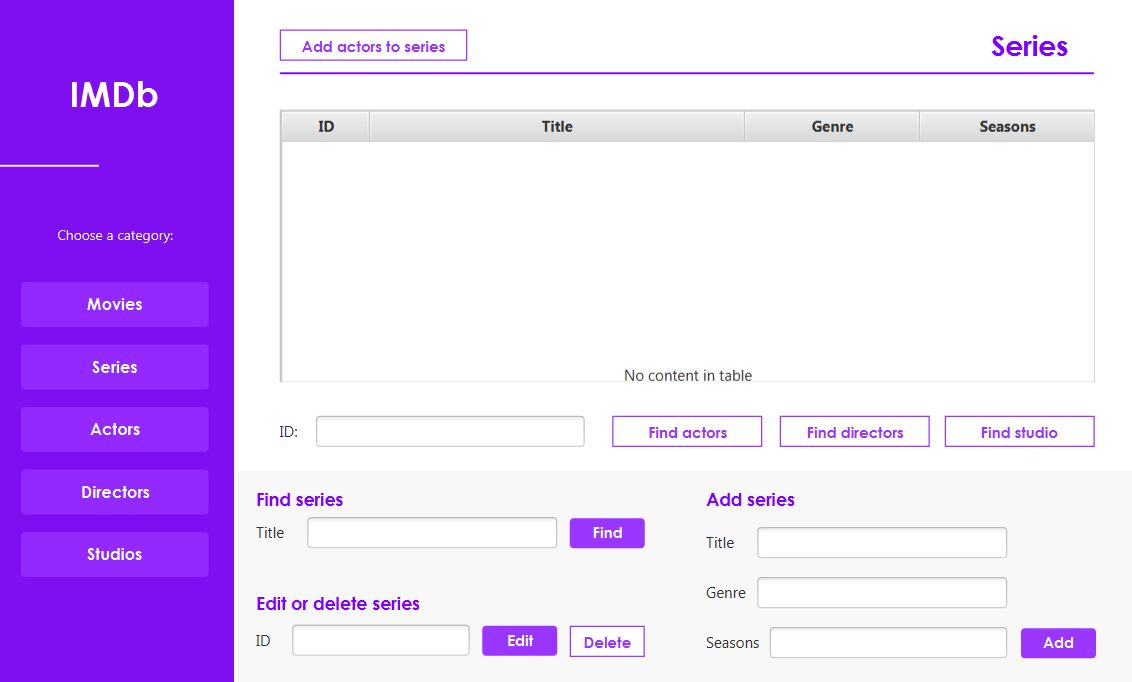 IMDb
Choose a category:
Movies
Series
Actors
Directors
Studios
Add actors to series
Series
ID Title Genre Seasons
No content in table
ID: Find actors Find directors Find studio
Find series
Title Find
Edit or delete series
ID Edit Delete
Add series
Title
Genre
Seasons Add